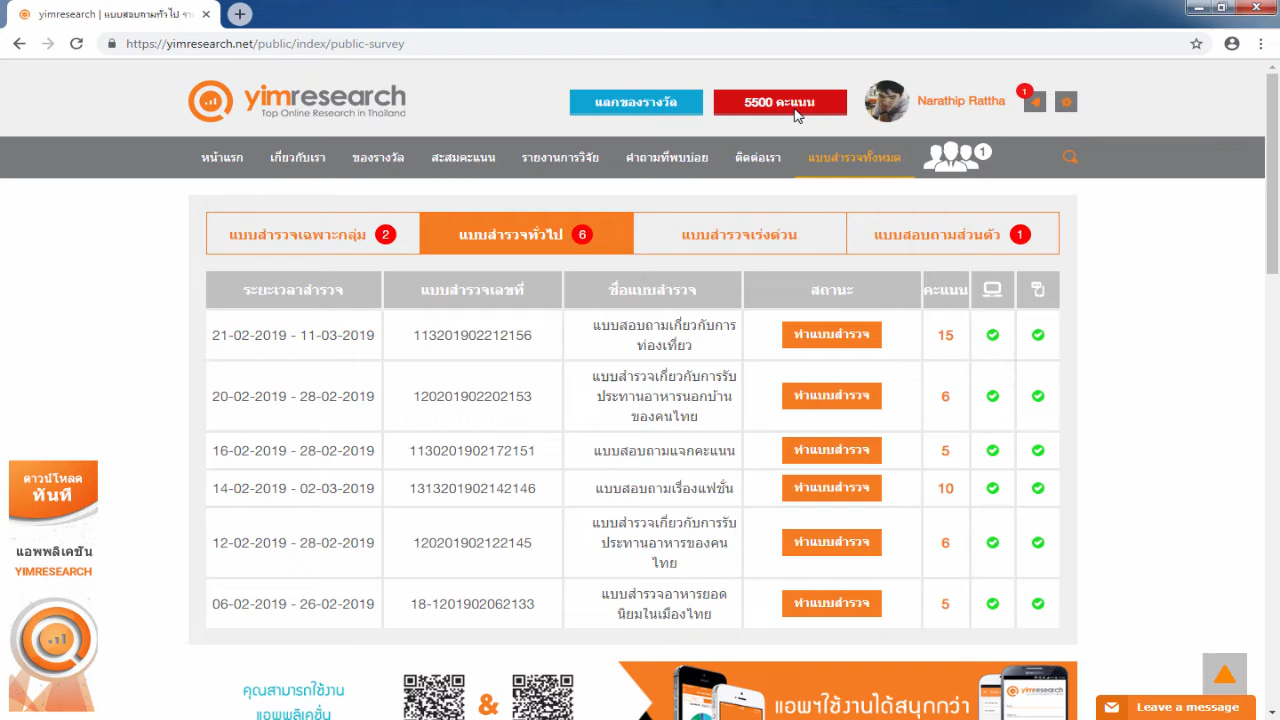 yimresearch | แบบสอบถามทั่วไป ราย
https://yimresearch.net/public/index/public-survey
yimresearch
Top Online Research in Thailand
แลกของรางวัล
5500 คะแนน
Narathip Rattha
1
หน้าแรก เกี่ยวกับเรา ของรางวัล สะสมคะแนน รายงานการวิจัย คำถามที่พบบ่อย ติดต่อเรา แบบสำรวจทั้งหมด 1
แบบสำรวจเฉพาะกลุ่ม 2 แบบสำรวจทั่วไป 6 แบบสำรวจเร่งด่วน แบบสอบถามส่วนตัว 1
ระยะเวลาสำรวจ แบบสำรวจเลขที่ ชื่อแบบสำรวจ สถานะ คะแนน
21-02-2019 - 11-03-2019 113201902212156 แบบสอบถามเกี่ยวกับการ
ท่องเที่ยว ทำแบบสำรวจ 15
20-02-2019 - 28-02-2019 120201902202153 แบบสำรวจเกี่ยวกับการรับ
ประทานอาหารนอกบ้าน
ของคนไทย ทำแบบสำรวจ 6
16-02-2019 - 28-02-2019 1130201902172151 แบบสอบถามแจกคะแนน ทำแบบสำรวจ 5
14-02-2019 - 02-03-2019 1313201902142146 แบบสอบถามเรื่องแฟชั่น ทำแบบสำรวจ 10
12-02-2019 - 28-02-2019 120201902122145 แบบสำรวจเกี่ยวกับการรับ
ประทานอาหารของคน
ไทย ทำแบบสำรวจ 6
06-02-2019 - 26-02-2019 18-1201902062133 แบบสำรวจอาหารยอด
นิยมในเมืองไทย ทำแบบสำรวจ 5
ดาวน์โหลด
ทันที
แอพพลิเคชัน
YIMRESEARCH
คุณสามารถใช้งาน
แอพพลิเคชั่น
&
แอพฯใช้งานได้สนุกกว่า
yimresearch
Leave a message